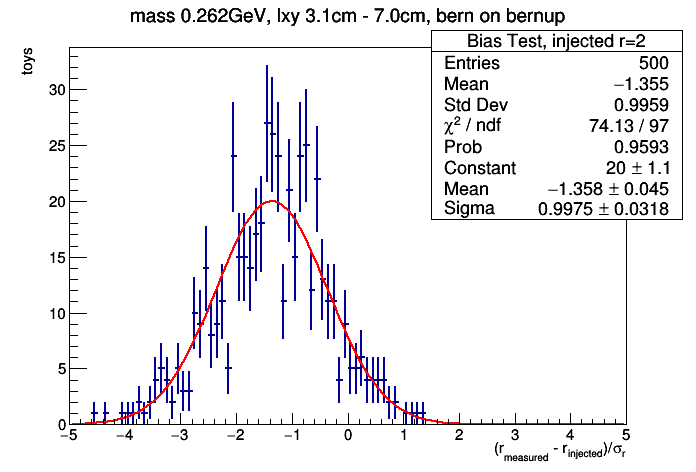 mass 0.262GeV, lxy 3.1cm - 7.0cm, bern on bernup
Bias Test, injected r=2
Entries 500
Mean −1.355
Std Dev 0.9959
χ² / ndf 74.13 / 97
Prob 0.9593
Constant 20 ± 1.1
Mean −1.358 ± 0.045
Sigma 0.9975 ± 0.0318
toys
30
25
20
15
10
5
0
−5 −4 −3 −2 −1 0 1 2 3 4 5
(r_measured - r_injected)/σ_r